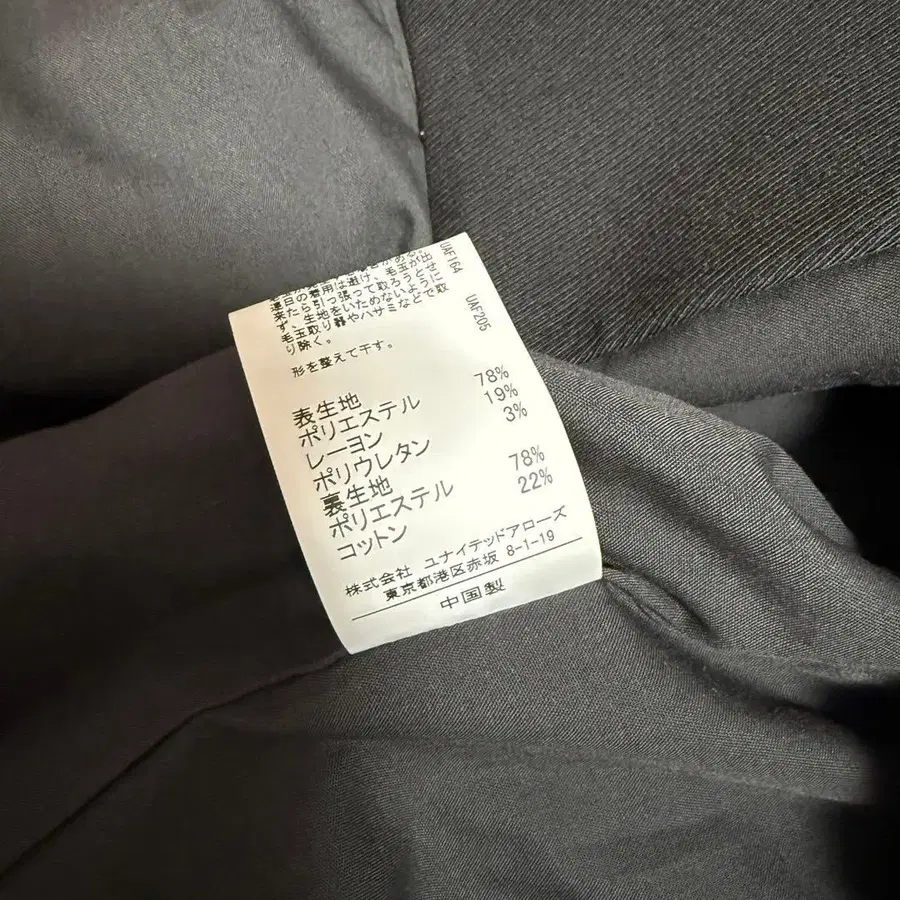 連日の着用は避け、毛玉が出
来たら引っ張って取ろうとせ
ず、生地をいためないように
毛玉取り器やハサミなどで取
り除く。
形を整えて干す。
UAF164
UAF205
表生地
ポリエステル 78%
レーヨン 19%
ポリウレタン 3%
裏生地
ポリエステル 78%
コットン 22%
株式会社 ユナイテッドアローズ
東京都港区赤坂 8-1-19
中国製